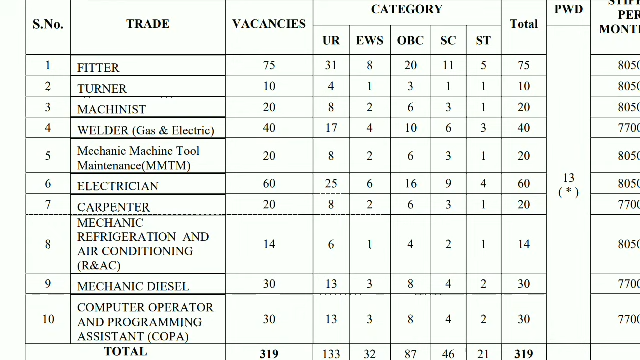 S.No. TRADE VACANCIES CATEGORY Total PWD PER MONTH
UR EWS OBC SC ST
1 FITTER 75 31 8 20 11 5 75 8050
2 TURNER 10 4 1 3 1 1 10 8050
3 MACHINIST 20 8 2 6 3 1 20 8050
4 WELDER (Gas & Electric) 40 17 4 10 6 3 40 7700
5 Mechanic Machine Tool Maintenance(MMTM) 20 8 2 6 3 1 20 8050
13 (*)
6 ELECTRICIAN 60 25 6 16 9 4 60 8050
7 CARPENTER 20 8 2 6 3 1 20 7700
8 MECHANIC REFRIGERATION AND AIR CONDITIONING (R&AC) 14 6 1 4 2 1 14 8050
9 MECHANIC DIESEL 30 13 3 8 4 2 30 7700
10 COMPUTER OPERATOR AND PROGRAMMING ASSISTANT (COPA) 30 13 3 8 4 2 30 7700
TOTAL 319 133 32 87 46 21 319